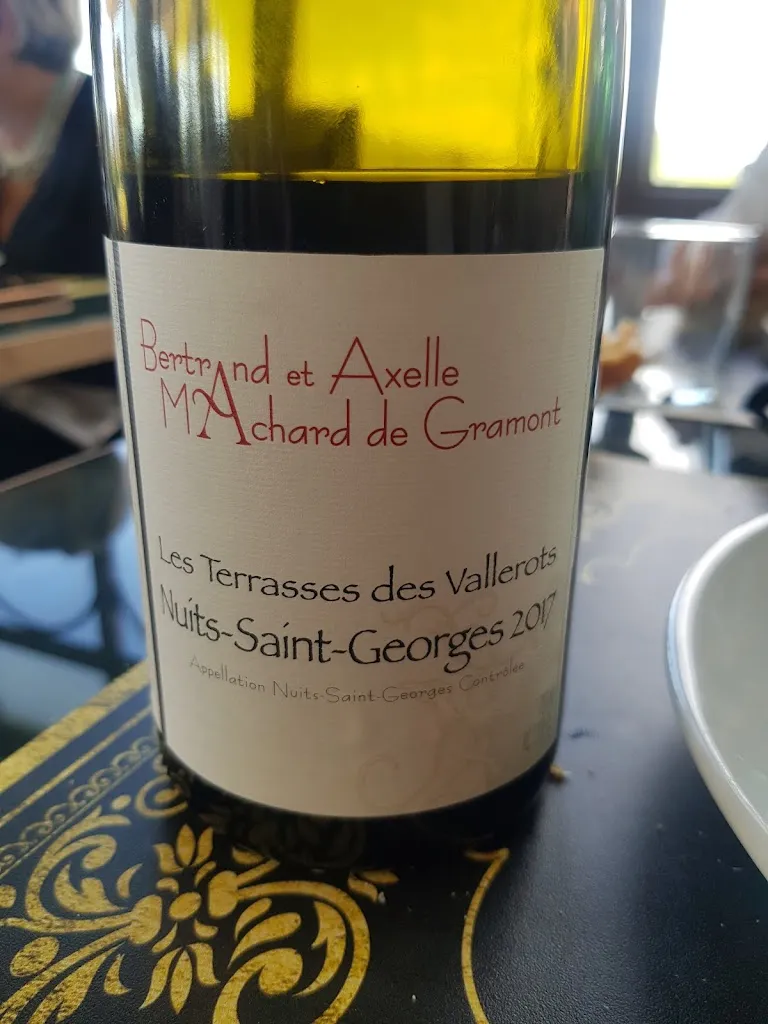 Bertrand et Axelle
MAchard de Gramont
Les Terrasses des Vallerots
Nuits-Saint-Georges 2017
Appellation Nuits-Saint-Georges Contrôlée